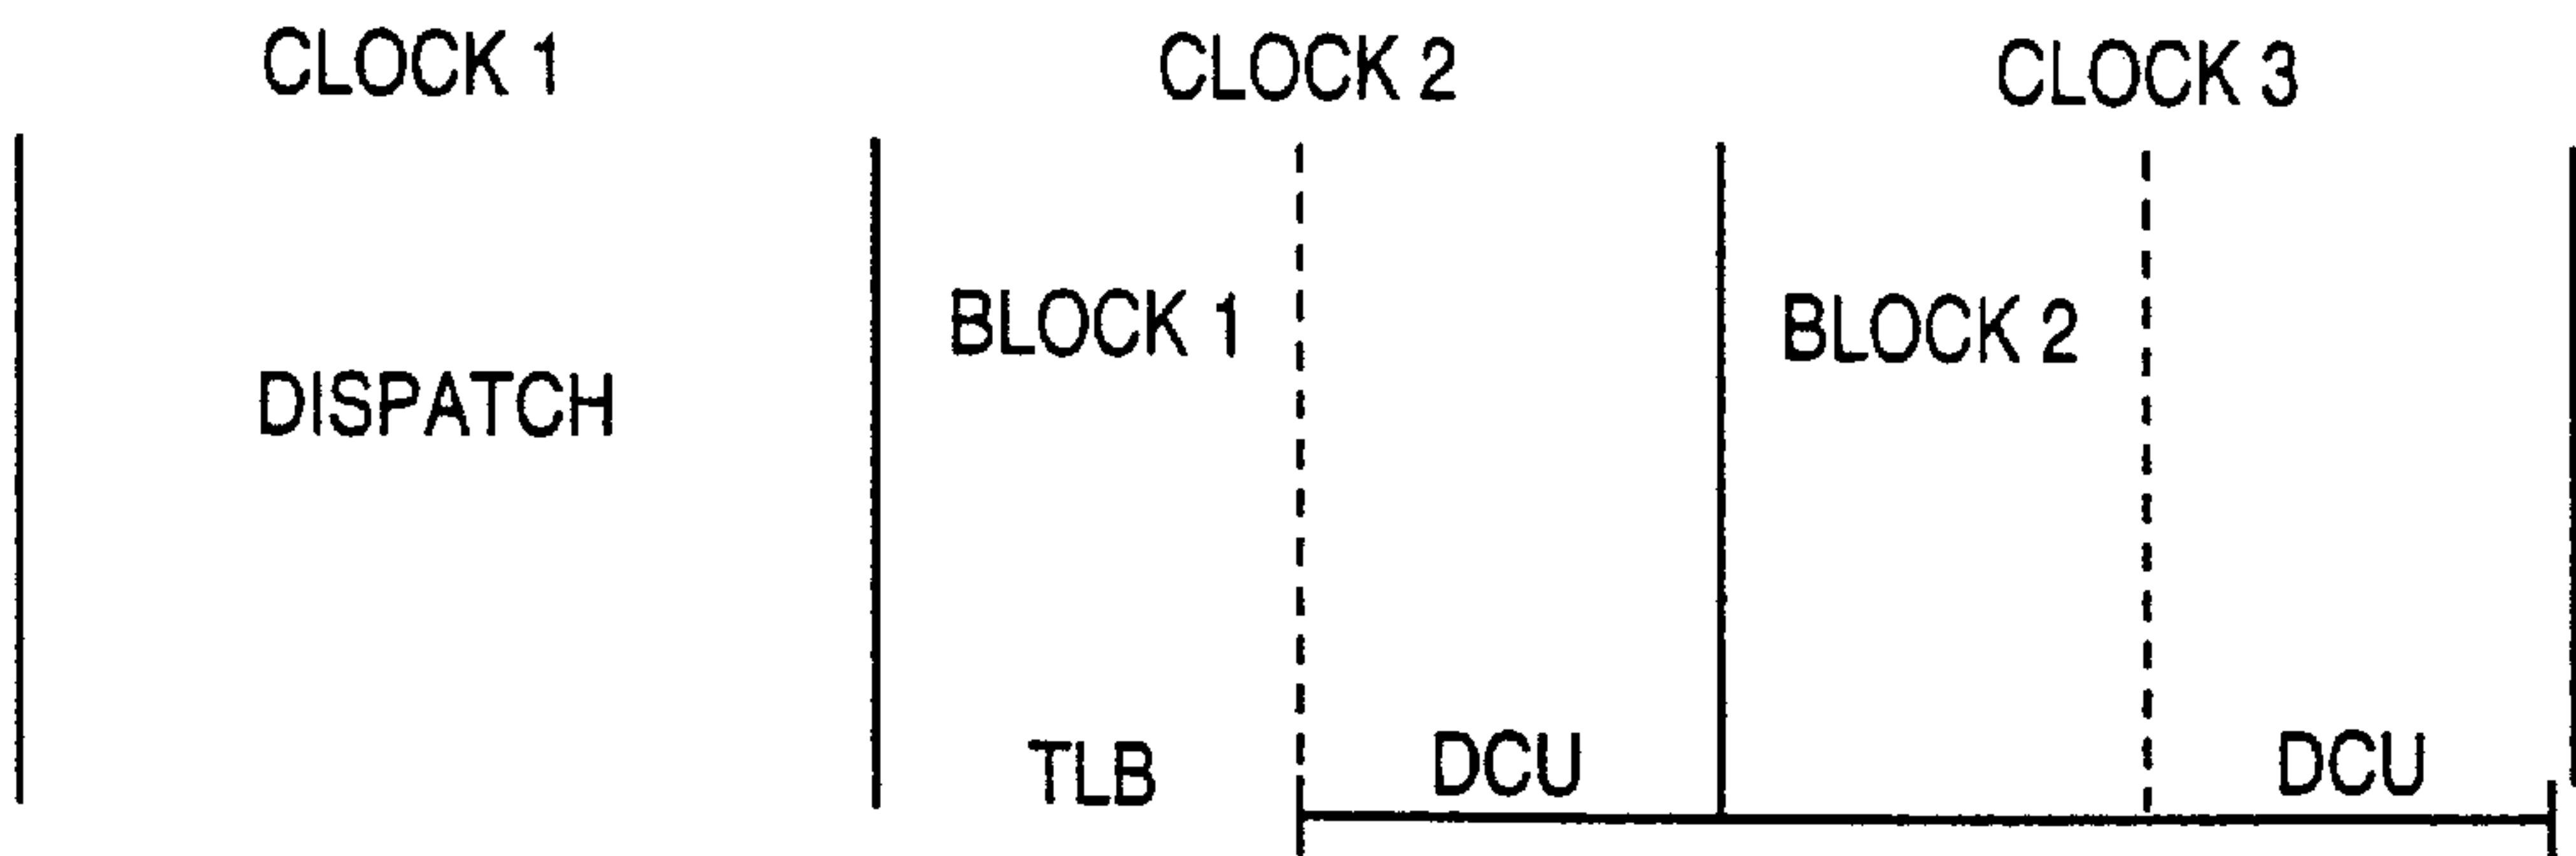 CLOCK 1 CLOCK 2 CLOCK 3
BLOCK 1 BLOCK 2
DISPATCH
TLB DCU DCU